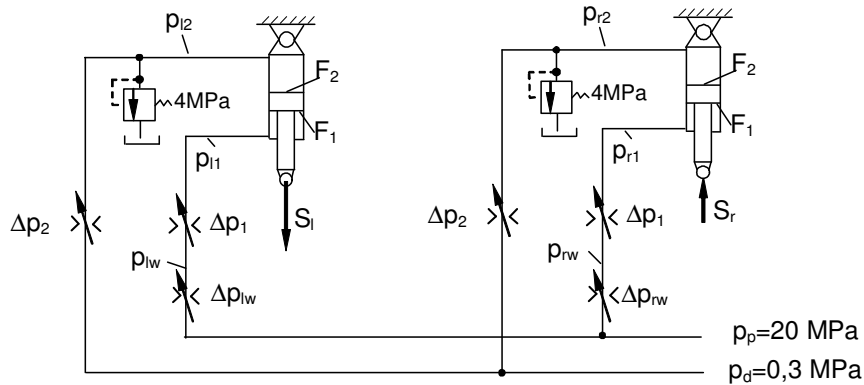 p_l2
p_r2
F_2
F_2
4MPa
4MPa
F_1
F_1
p_l1
p_r1
Δp_2
Δp_1
S_l
Δp_2
Δp_1
S_r
p_lw
p_rw
Δp_lw
Δp_rw
p_p=20 MPa
p_d=0,3 MPa